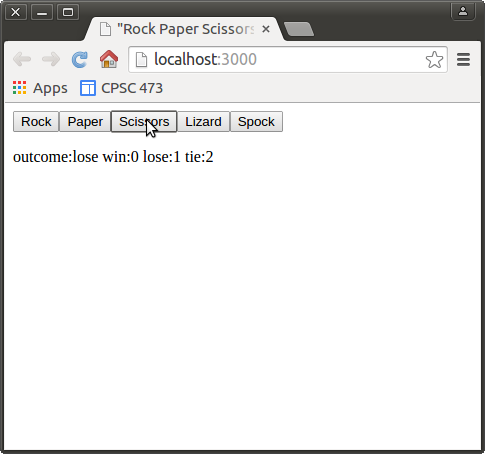 "Rock Paper Scissors
localhost:3000
Apps CPSC 473
Rock Paper Scissors Lizard Spock
outcome:lose win:0 lose:1 tie:2